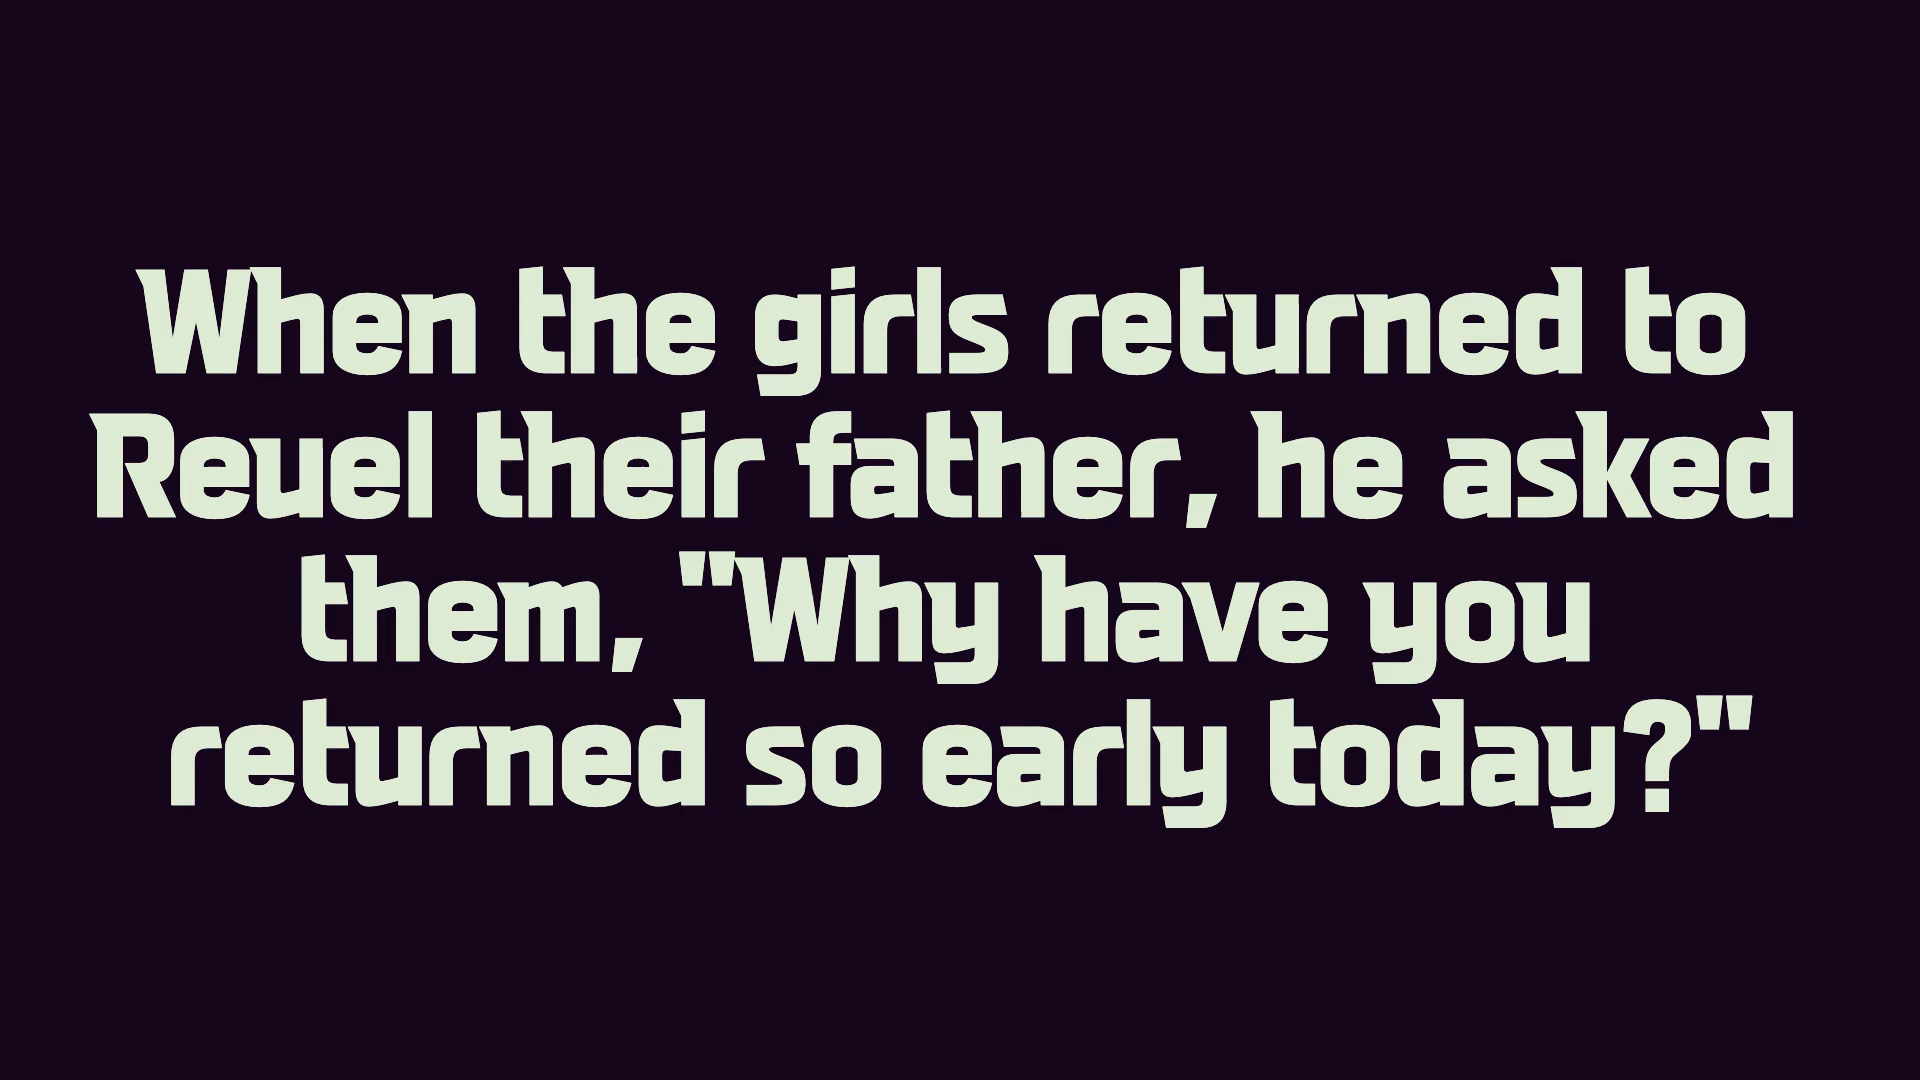 When the girls returned to
Reuel their father, he asked
them, "Why have you
returned so early today?"